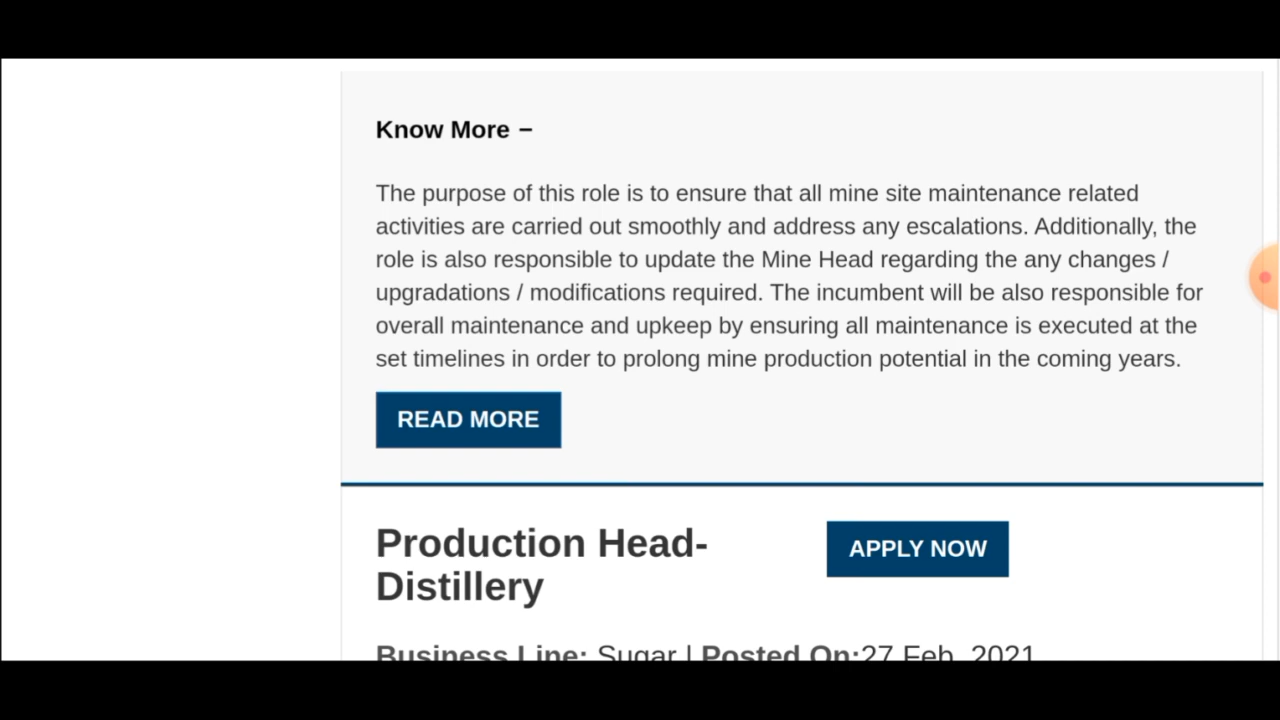 Know More −
The purpose of this role is to ensure that all mine site maintenance related
activities are carried out smoothly and address any escalations. Additionally, the
role is also responsible to update the Mine Head regarding the any changes /
upgradations / modifications required. The incumbent will be also responsible for
overall maintenance and upkeep by ensuring all maintenance is executed at the
set timelines in order to prolong mine production potential in the coming years.
READ MORE
Production Head-
Distillery
APPLY NOW
Business Line: Sugar | Posted On:27 Feb, 2021